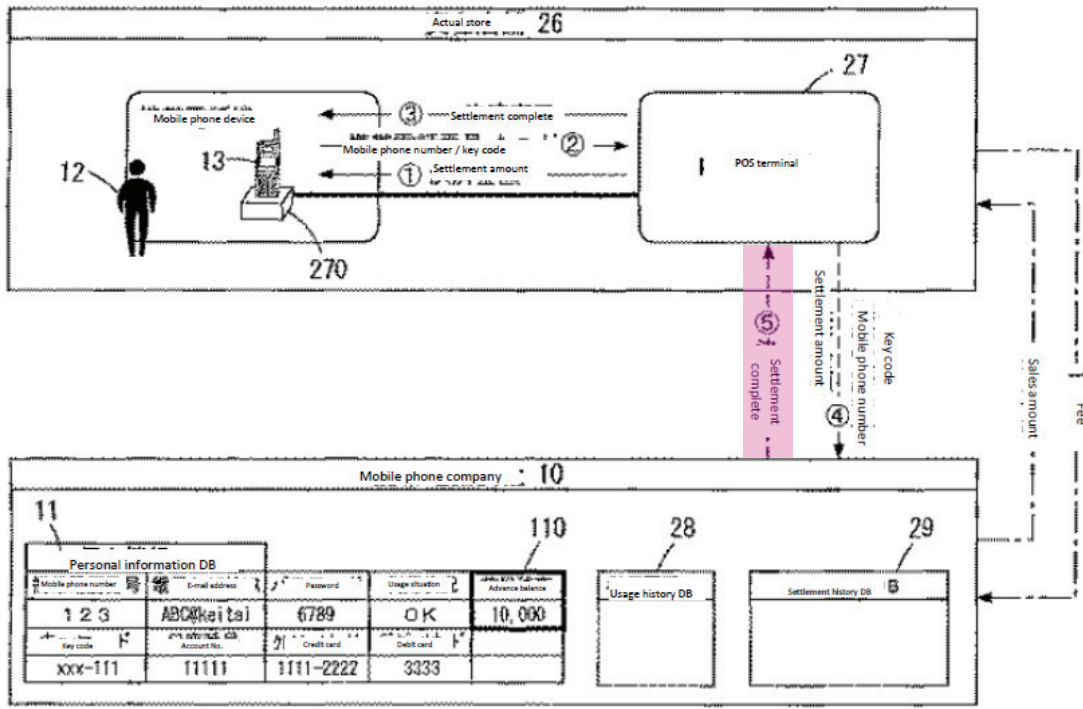 Actual store 26
27
Mobile phone device
③ Settlement complete
Mobile phone number / key code ②
① Settlement amount
13
12
270
POS terminal
⑤ Settlement complete
Settlement amount
Key code
Mobile phone number
④
Sales amount
Fee
Mobile phone company 10
11
110
28
29
Personal information DB
Mobile phone number E-mail address Password Usage situation Advance balance
123 ABC@keitai 6789 OK 10,000
Key code Account No. Credit card Debit card
xxx-111 11111 1111-2222 3333
Usage history DB
Settlement history DB B